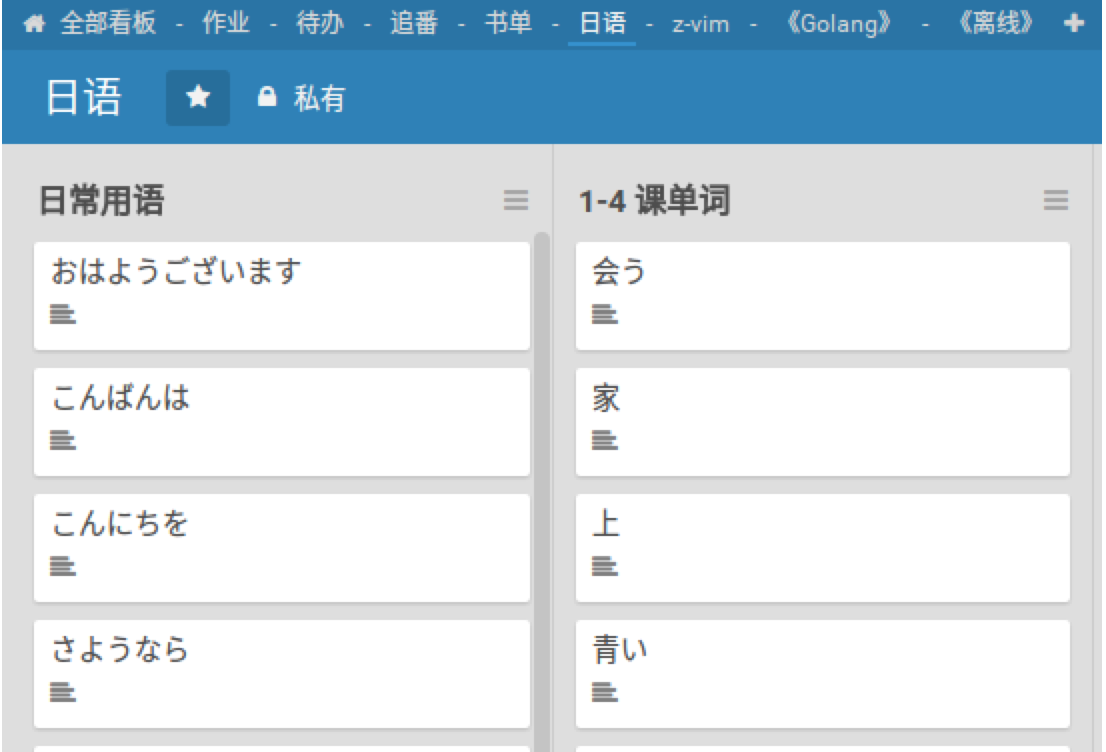 全部看板 - 作业 - 待办 - 追番 - 书单 - 日语 - z-vim - 《Golang》 - 《离线》
日语 私有
日常用语
おはようございます
こんばんは
こんにちを
さようなら
1-4 课单词
会う
家
上
青い